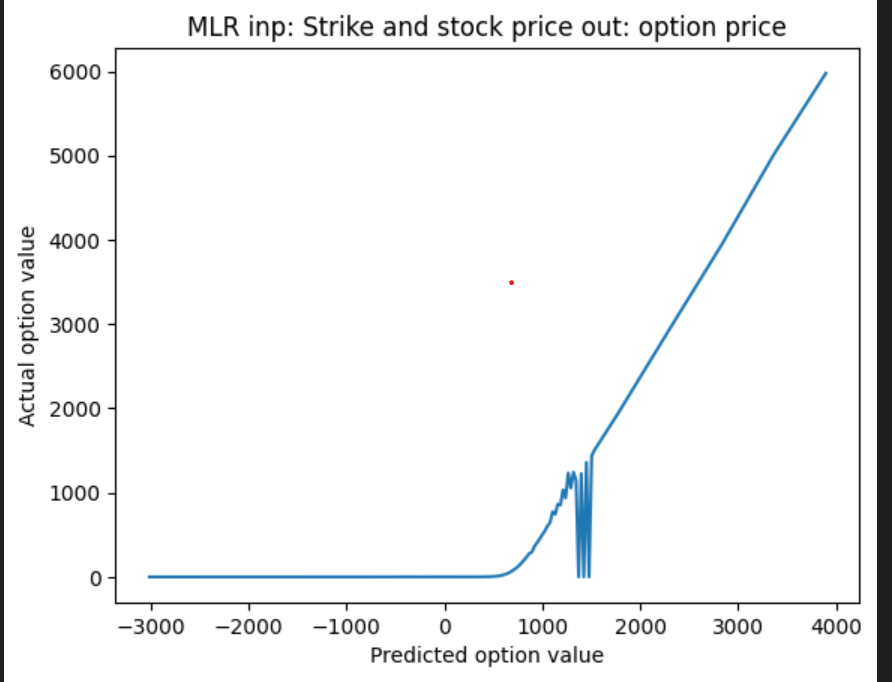 MLR inp: Strike and stock price out: option price
6000
5000
4000
3000
2000
1000
0
Actual option value
−3000 −2000 −1000 0 1000 2000 3000 4000
Predicted option value